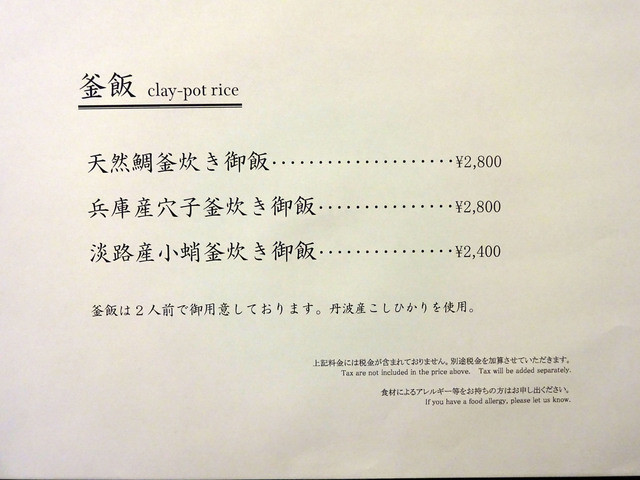 釜飯 clay-pot rice
天然鯛釜炊き御飯····················¥2,800
兵庫産穴子釜炊き御飯···············¥2,800
淡路産小蛸釜炊き御飯···············¥2,400
釜飯は２人前で御用意しております。丹波産こしひかりを使用。
上記料金には税金が含まれておりません。別途税金を加算させていただきます。
Tax are not included in the price above. Tax will be added separately.
食材によるアレルギー等をお持ちの方はお申し出ください。
If you have a food allergy, please let us know.